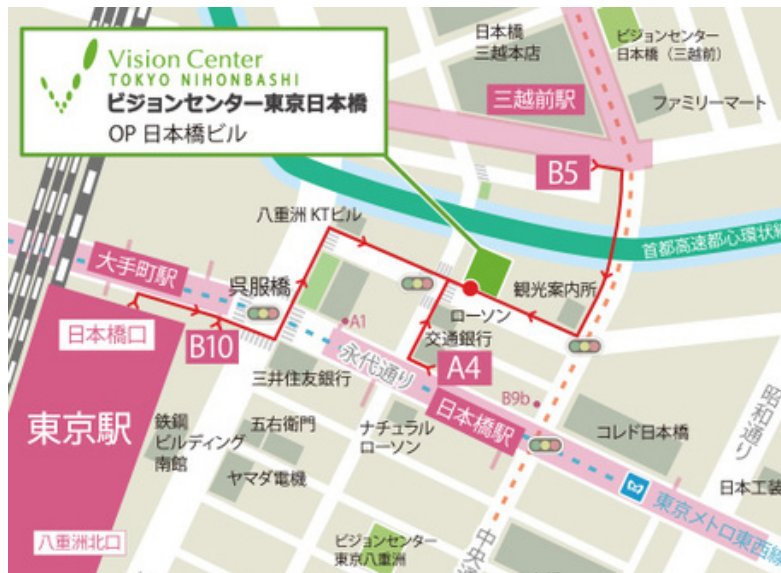 Vision Center
TOKYO NIHONBASHI
ビジョンセンター東京日本橋
OP 日本橋ビル
日本橋
三越本店
ビジョンセンター
日本橋（三越前）
三越前駅
ファミリーマート
B5
八重洲 KTビル
首都高速都心環状線
大手町駅
呉服橋
観光案内所
ローソン
日本橋口
B10
A1
交通銀行
A4
永代通り
三井住友銀行
B9b
東京駅
鉄鋼
ビルディング
南館
五右衛門
ナチュラル
ローソン
日本橋駅
コレド日本橋
昭和通り
ヤマダ電機
日本工装
東京メトロ東西線
八重洲北口
ビジョンセンター
東京八重洲
中央